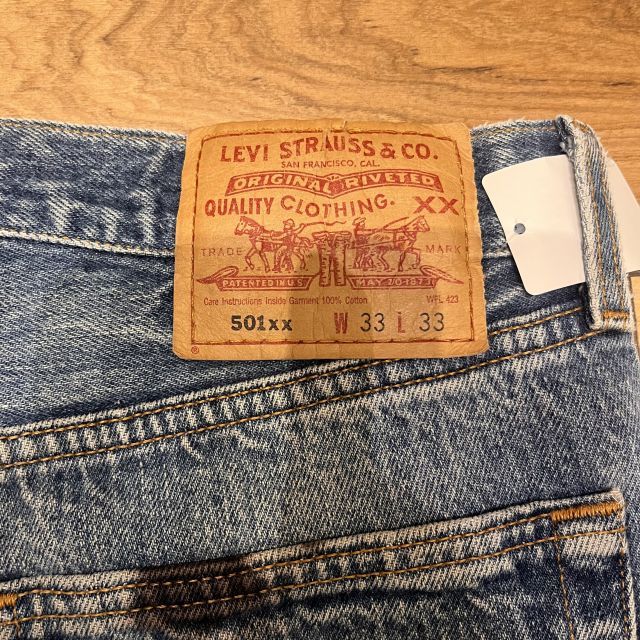 LEVI STRAUSS & CO.
SAN FRANCISCO, CAL.
ORIGINAL RIVETED
QUALITY CLOTHING. XX
TRADE MARK
PATENTED IN U.S. MAY 20 1873
Care Instructions Inside Garment 100% Cotton WPL 423
501xx W 33 L 33
®